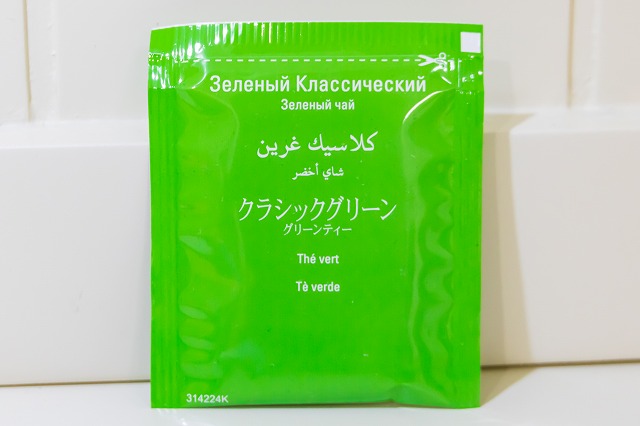 Зеленый Классический
Зеленый чай
كلاسيك غرين
شاي أخضر
クラシックグリーン
グリーンティー
Thé vert
Tè verde
314224K